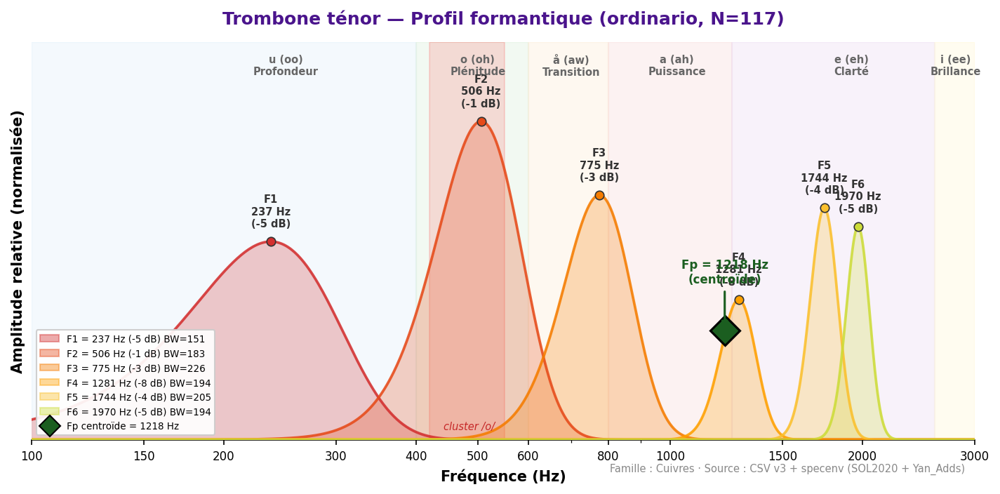 Trombone ténor — Profil formantique (ordinario, N=117)
u (oo)
Profondeur
o (oh)
Plénitude
å (aw)
Transition
a (ah)
Puissance
e (eh)
Clarté
i (ee)
Brillance
F1
237 Hz
(-5 dB)
F2
506 Hz
(-1 dB)
F3
775 Hz
(-3 dB)
F4
1281 Hz
(-8 dB)
F5
1744 Hz
(-4 dB)
F6
1970 Hz
(-5 dB)
Fp = 1218 Hz
(centroïde)
cluster /o/
F1 = 237 Hz (-5 dB) BW=151
F2 = 506 Hz (-1 dB) BW=183
F3 = 775 Hz (-3 dB) BW=226
F4 = 1281 Hz (-8 dB) BW=194
F5 = 1744 Hz (-4 dB) BW=205
F6 = 1970 Hz (-5 dB) BW=194
Fp centroïde = 1218 Hz
Amplitude relative (normalisée)
100 150 200 300 400 500 600 800 1000 1500 2000 3000
Fréquence (Hz)
Famille : Cuivres · Source : CSV v3 + specenv (SOL2020 + Yan_Adds)